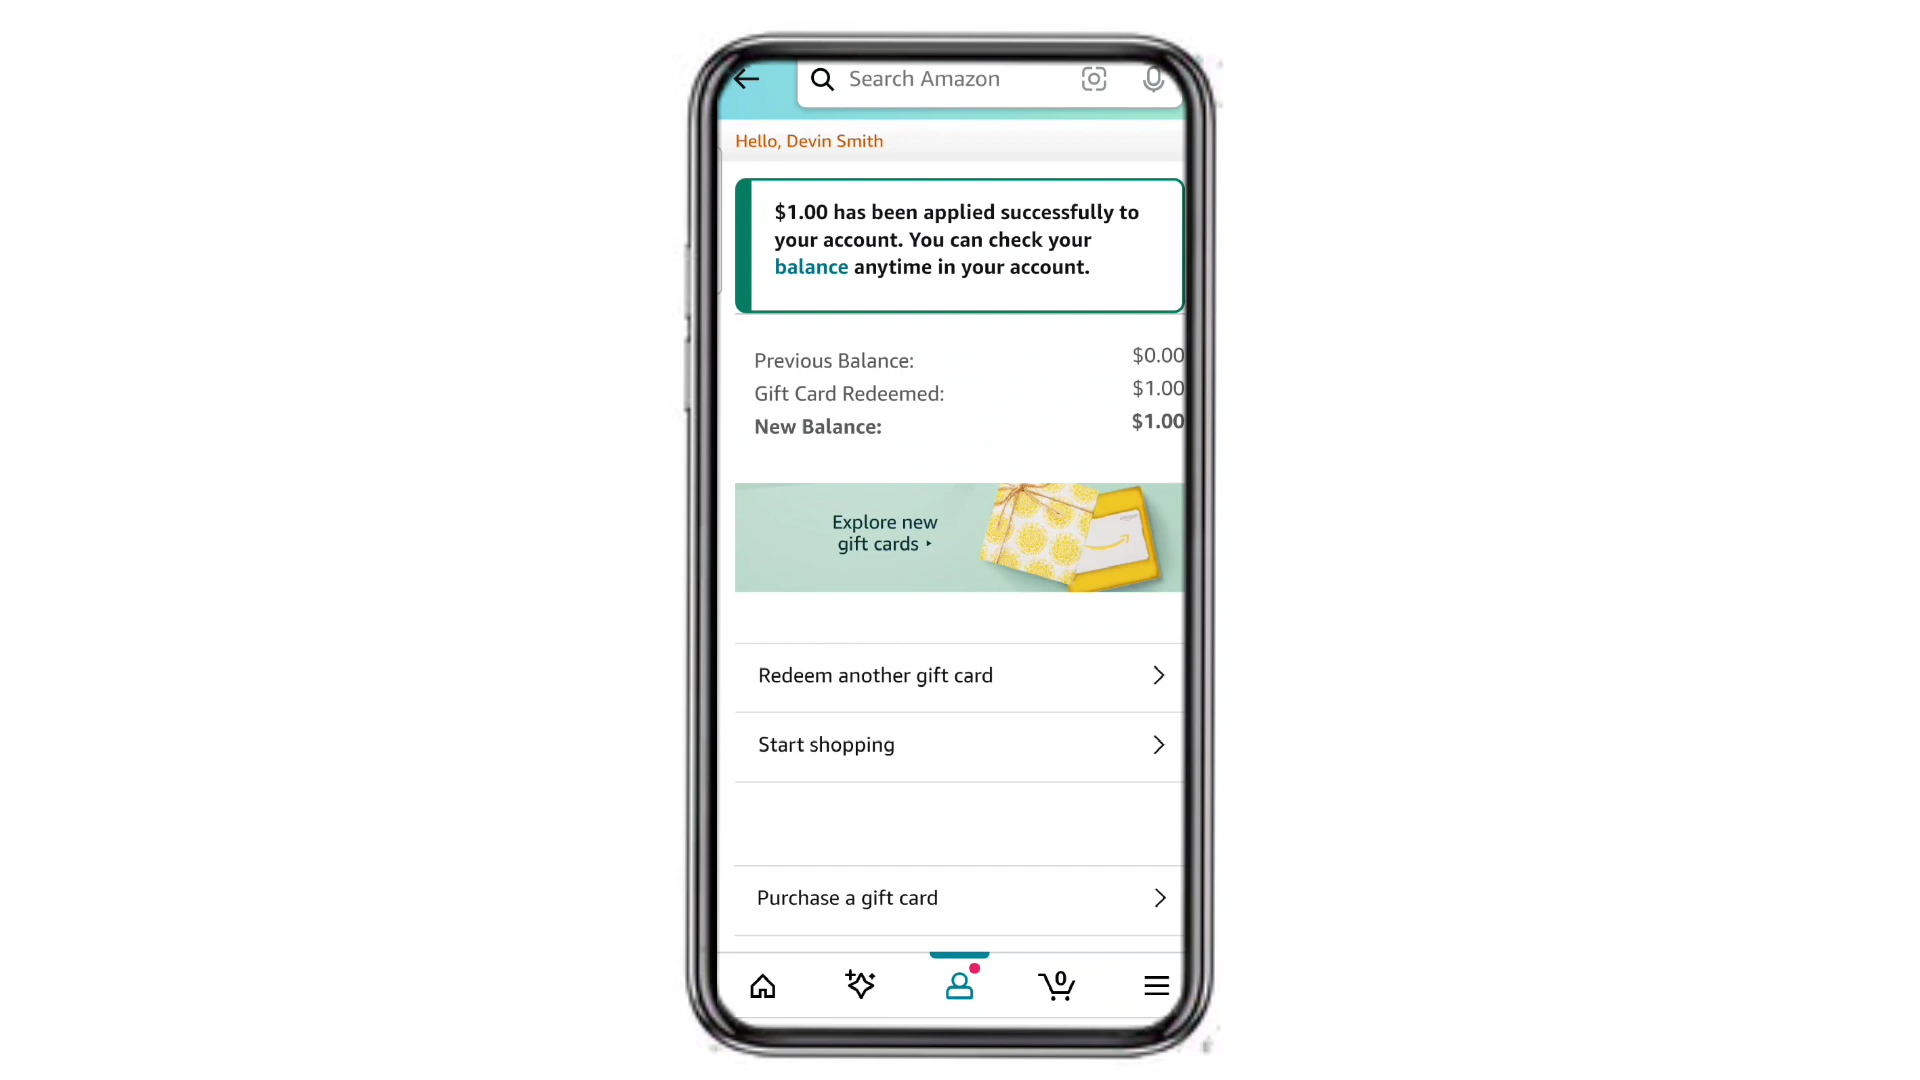 Search Amazon
Hello, Devin Smith
$1.00 has been applied successfully to
your account. You can check your
balance anytime in your account.
Previous Balance: $0.00
Gift Card Redeemed: $1.00
New Balance: $1.00
Explore new
gift cards ▸
Redeem another gift card
Start shopping
Purchase a gift card
0